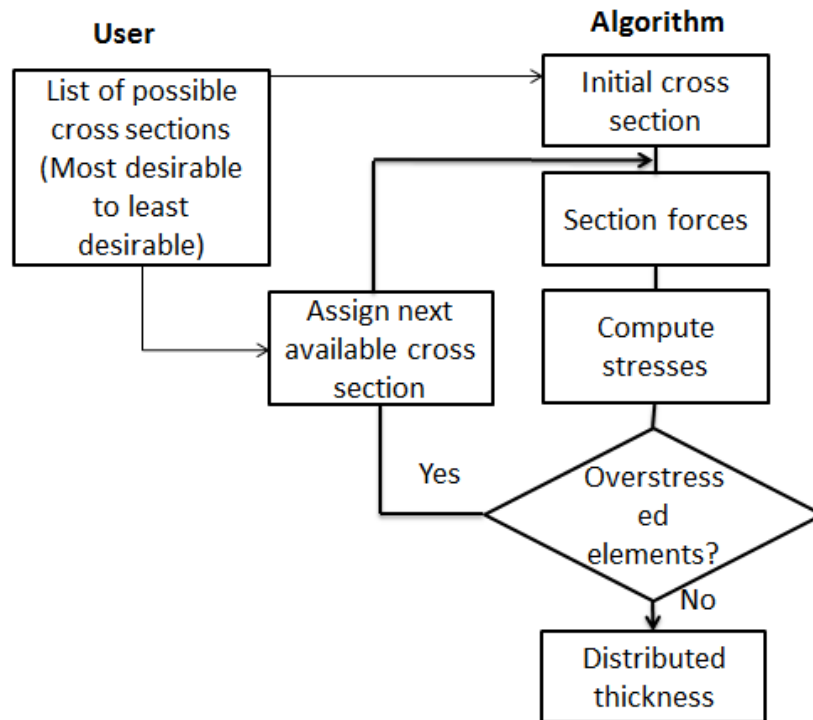 User
Algorithm
List of possible
cross sections
(Most desirable
to least
desirable)
Initial cross
section
Section forces
Assign next
available cross
section
Compute
stresses
Yes
Overstress
ed
elements?
No
Distributed
thickness